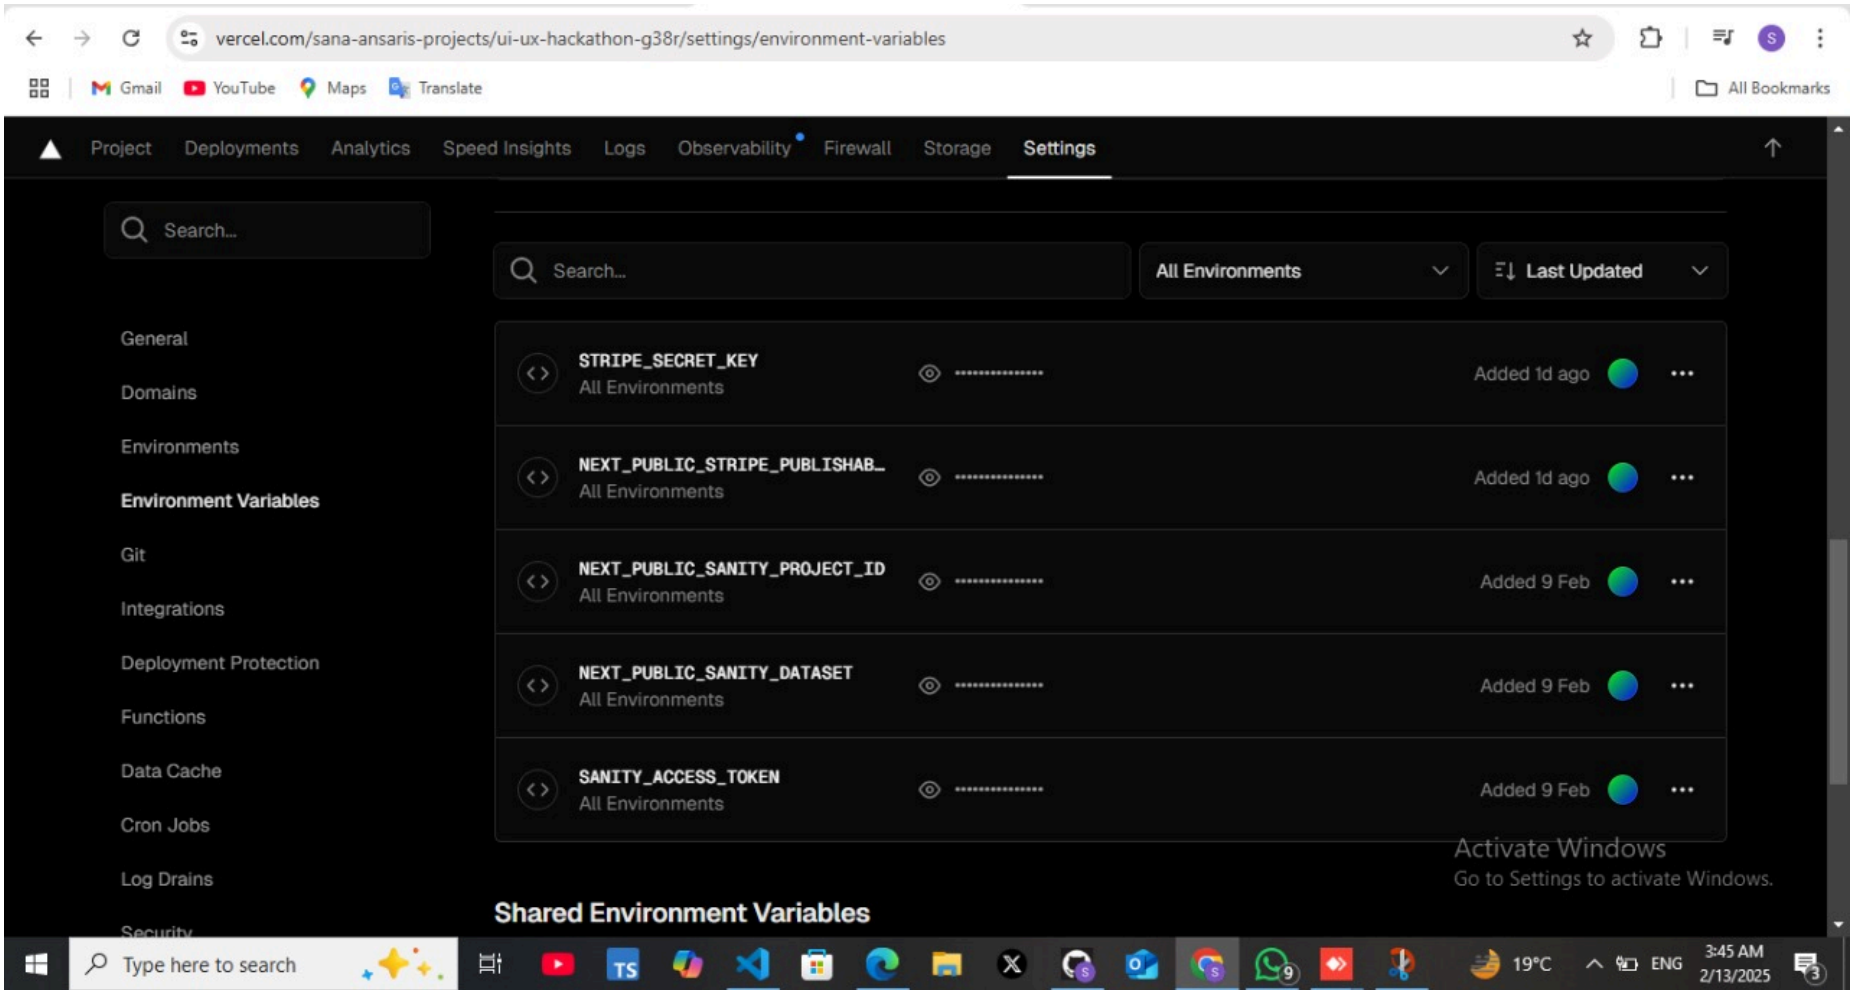 vercel.com/sana-ansaris-projects/ui-ux-hackathon-g38r/settings/environment-variables
S
Gmail YouTube Maps Translate All Bookmarks
Project Deployments Analytics Speed Insights Logs Observability Firewall Storage Settings
Search...
Search... All Environments Last Updated
General
Domains
Environments
Environment Variables
Git
Integrations
Deployment Protection
Functions
Data Cache
Cron Jobs
Log Drains
Security
STRIPE_SECRET_KEY
All Environments
Added 1d ago
NEXT_PUBLIC_STRIPE_PUBLISHAB…
All Environments
Added 1d ago
NEXT_PUBLIC_SANITY_PROJECT_ID
All Environments
Added 9 Feb
NEXT_PUBLIC_SANITY_DATASET
All Environments
Added 9 Feb
SANITY_ACCESS_TOKEN
All Environments
Added 9 Feb
Shared Environment Variables
Activate Windows
Go to Settings to activate Windows.
Type here to search
TS
S
S
9
19°C
ENG
3:45 AM
2/13/2025
3